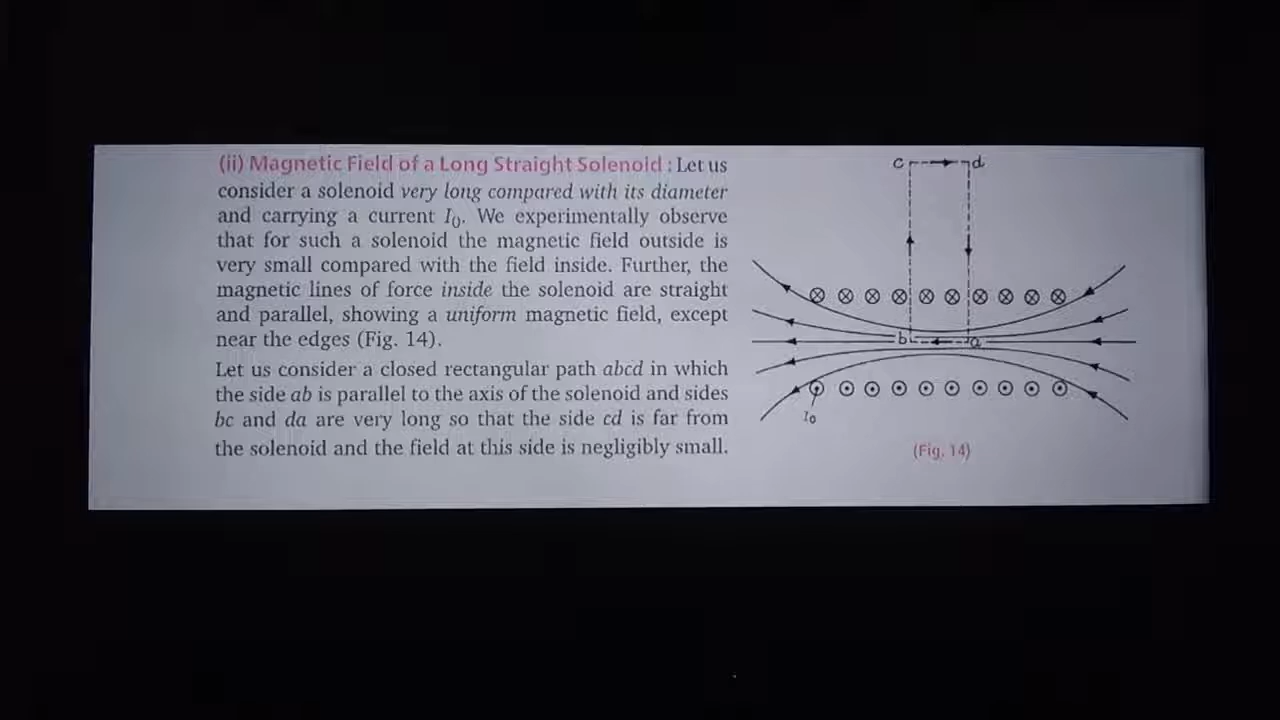 (ii) Magnetic Field of a Long Straight Solenoid : Let us
consider a solenoid very long compared with its diameter
and carrying a current I₀. We experimentally observe
that for such a solenoid the magnetic field outside is
very small compared with the field inside. Further, the
magnetic lines of force inside the solenoid are straight
and parallel, showing a uniform magnetic field, except
near the edges (Fig. 14).
Let us consider a closed rectangular path abcd in which
the side ab is parallel to the axis of the solenoid and sides
bc and da are very long so that the side cd is far from
the solenoid and the field at this side is negligibly small.
c d
b a
I₀
(Fig. 14)